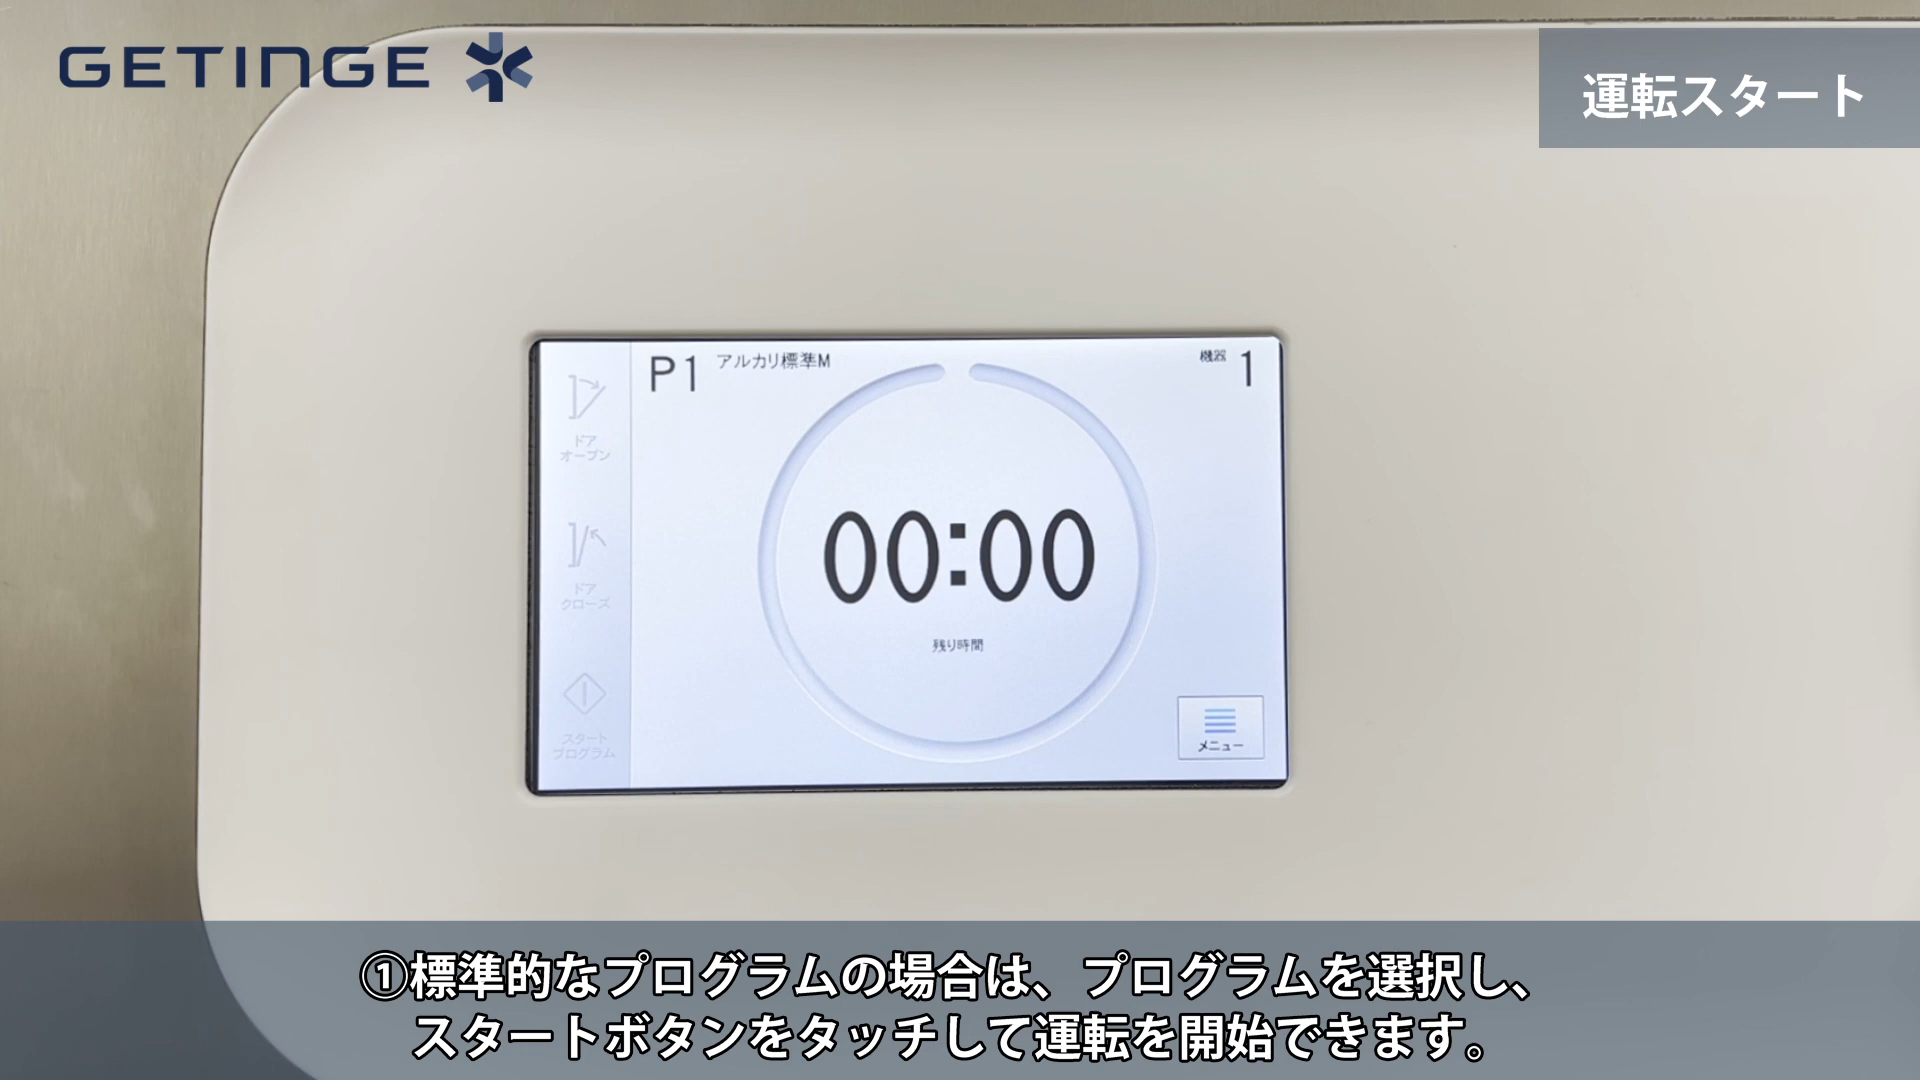 GETINGE
運転スタート
P1 アルカリ標準M
機器 1
ドア
オープン
ドア
クローズ
スタート
プログラム
00:00
残り時間
メニュー
①標準的なプログラムの場合は、プログラムを選択し、
スタートボタンをタッチして運転を開始できます。